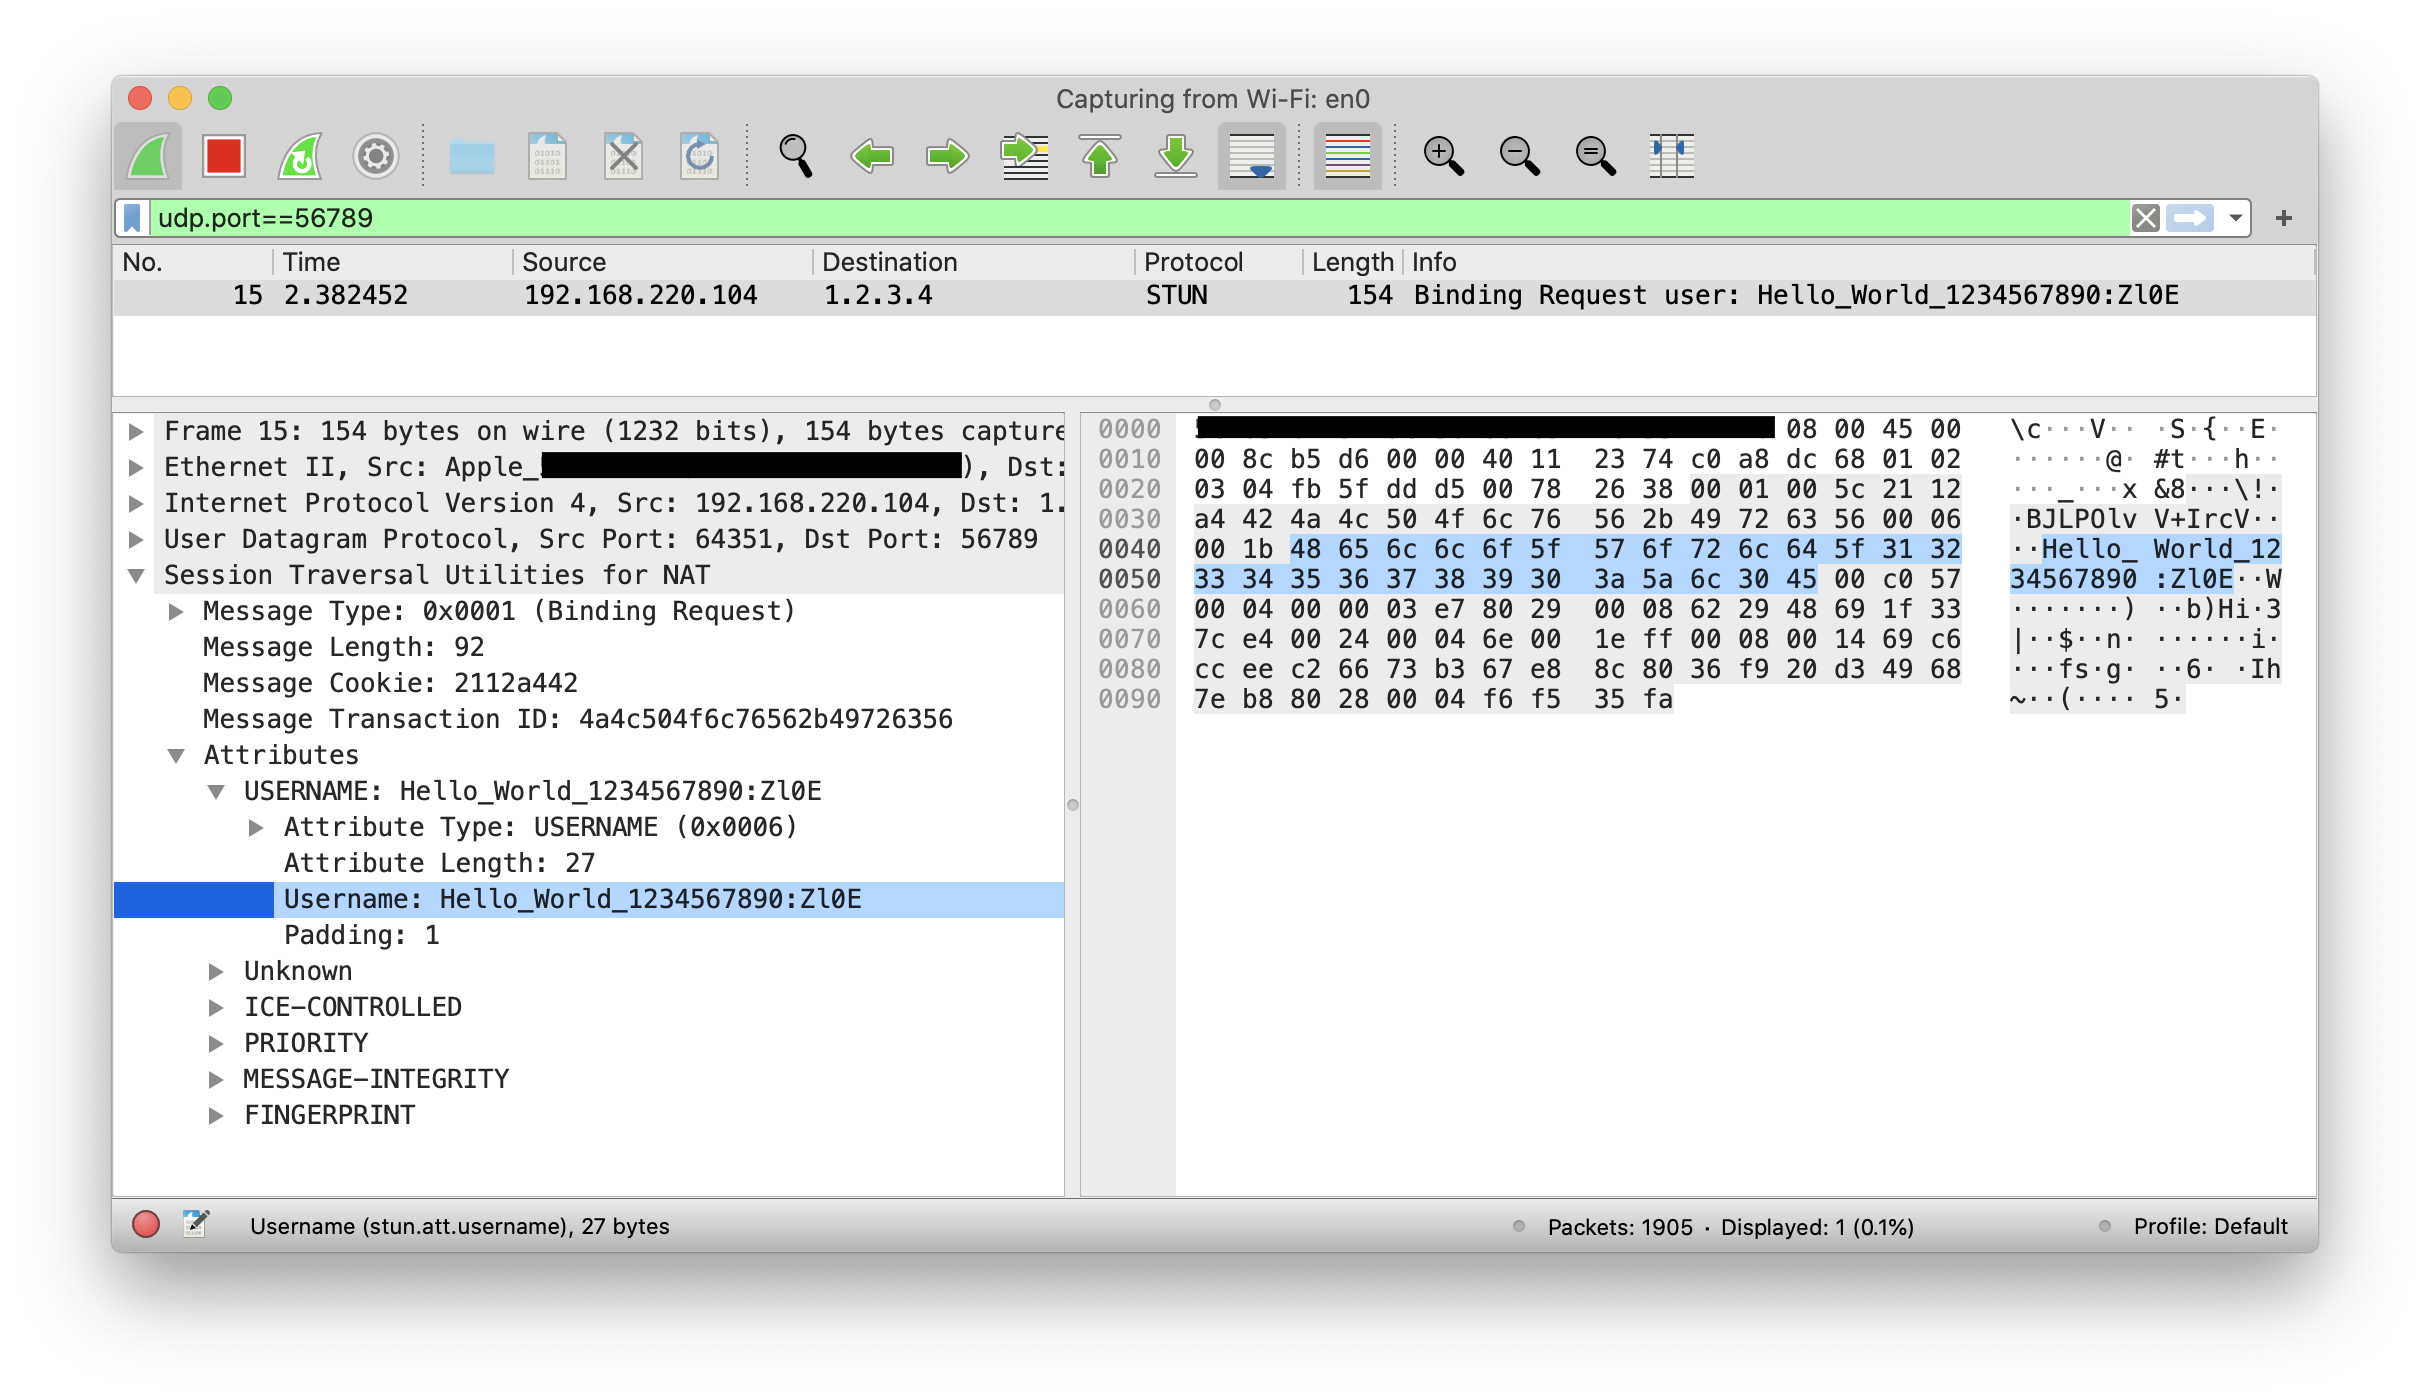 Capturing from Wi-Fi: en0
udp.port==56789
No. Time Source Destination Protocol Length Info
15 2.382452 192.168.220.104 1.2.3.4 STUN 154 Binding Request user: Hello_World_1234567890:Zl0E
Frame 15: 154 bytes on wire (1232 bits), 154 bytes capture
Ethernet II, Src: Apple_ ), Dst:
Internet Protocol Version 4, Src: 192.168.220.104, Dst: 1.
User Datagram Protocol, Src Port: 64351, Dst Port: 56789
Session Traversal Utilities for NAT
Message Type: 0x0001 (Binding Request)
Message Length: 92
Message Cookie: 2112a442
Message Transaction ID: 4a4c504f6c76562b49726356
Attributes
USERNAME: Hello_World_1234567890:Zl0E
Attribute Type: USERNAME (0x0006)
Attribute Length: 27
Username: Hello_World_1234567890:Zl0E
Padding: 1
Unknown
ICE-CONTROLLED
PRIORITY
MESSAGE-INTEGRITY
FINGERPRINT
0000 08 00 45 00 \c···V·· ·S·{··E·
0010 00 8c b5 d6 00 00 40 11 23 74 c0 a8 dc 68 01 02 ······@· #t···h··
0020 03 04 fb 5f dd d5 00 78 26 38 00 01 00 5c 21 12 ···_···x &8···\!·
0030 a4 42 4a 4c 50 4f 6c 76 56 2b 49 72 63 56 00 06 ·BJLPOlv V+IrcV··
0040 00 1b 48 65 6c 6c 6f 5f 57 6f 72 6c 64 5f 31 32 ··Hello_ World_12
0050 33 34 35 36 37 38 39 30 3a 5a 6c 30 45 00 c0 57 34567890 :Zl0E··W
0060 00 04 00 00 03 e7 80 29 00 08 62 29 48 69 1f 33 ·······) ··b)Hi·3
0070 7c e4 00 24 00 04 6e 00 1e ff 00 08 00 14 69 c6 |··$··n· ······i·
0080 cc ee c2 66 73 b3 67 e8 8c 80 36 f9 20 d3 49 68 ···fs·g· ··6· ·Ih
0090 7e b8 80 28 00 04 f6 f5 35 fa ~··(···· 5·
Username (stun.att.username), 27 bytes
Packets: 1905 · Displayed: 1 (0.1%)
Profile: Default